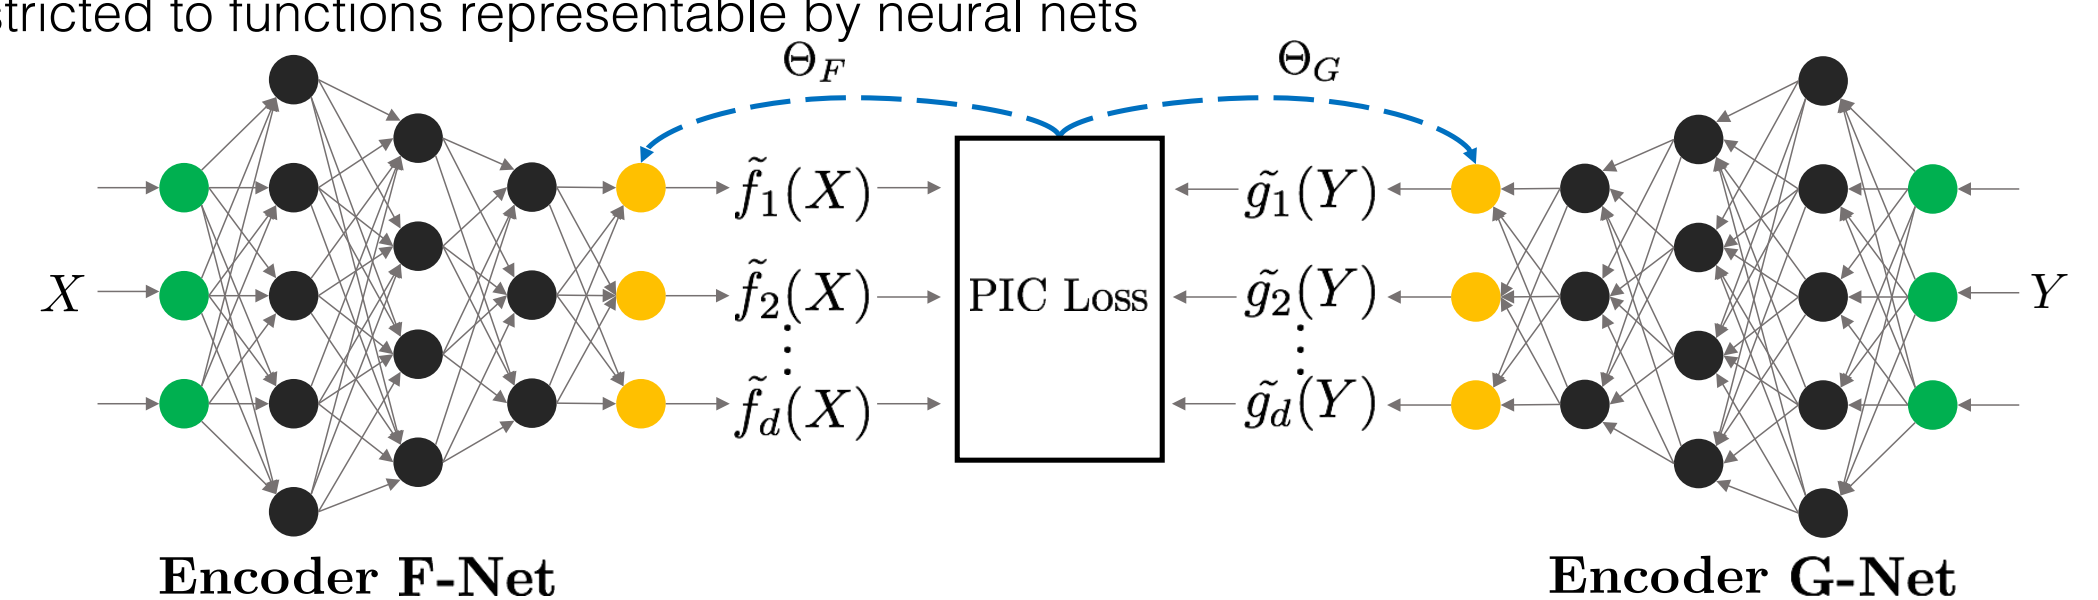 stricted to functions representable by neural nets
Θ_F
Θ_G
f̃_1(X)
g̃_1(Y)
X
f̃_2(X)
PIC Loss
g̃_2(Y)
Y
⋮
⋮
f̃_d(X)
g̃_d(Y)
Encoder F-Net
Encoder G-Net